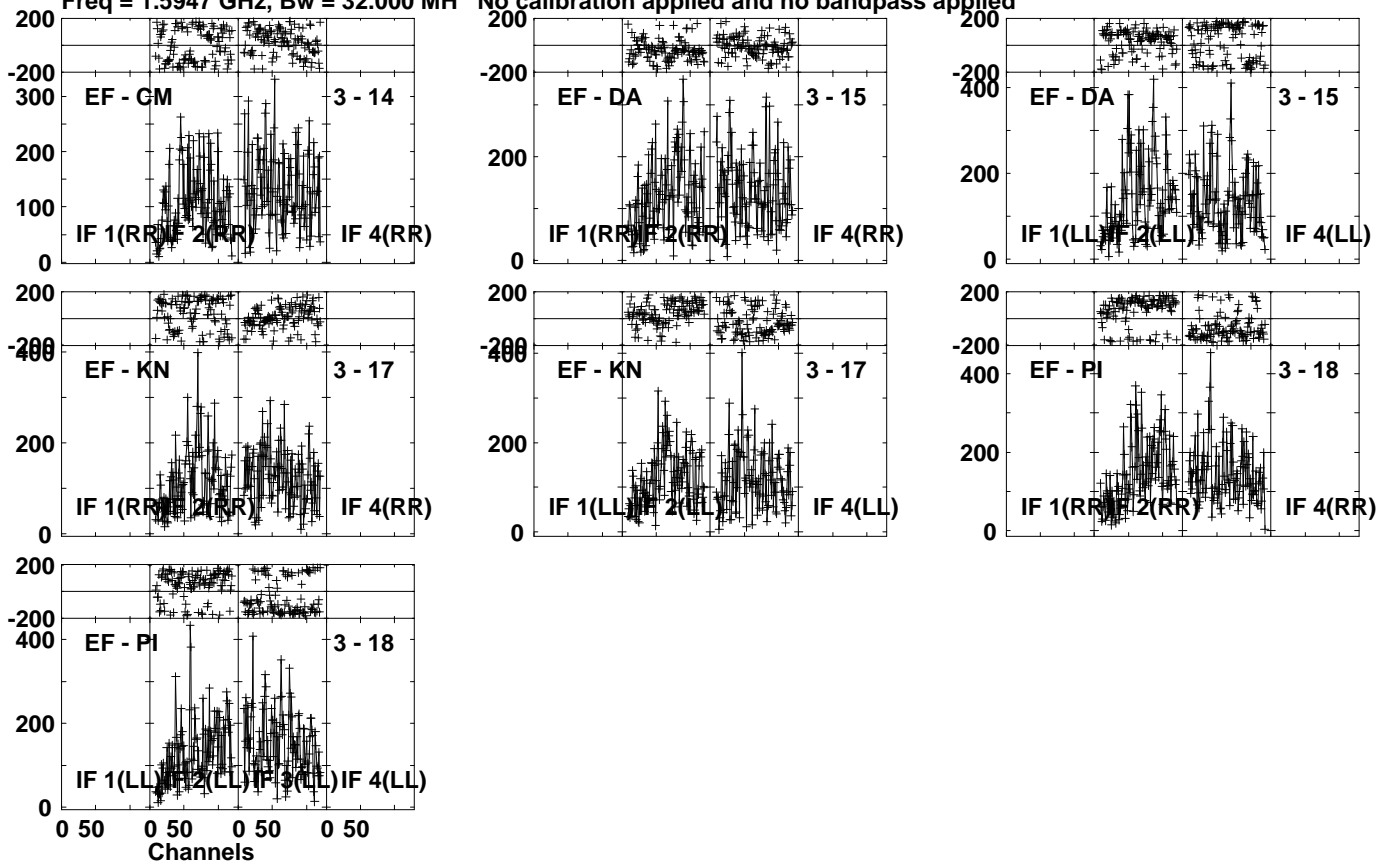 Freq = 1.5947 GHz, Bw = 32.000 MH No calibration applied and no bandpass applied
200 200 200
-200 -200 -200
EF - CM 3 - 14 EF - DA 3 - 15 EF - DA 3 - 15
300 400
200 200 200
100
0 0 0
IF 1(RR) IF 2(RR) IF 4(RR) IF 1(RR) IF 2(RR) IF 4(RR) IF 1(LL) IF 2(LL) IF 4(LL)
200 200 200
-200 -200 -200
400 400 400
EF - KN 3 - 17 EF - KN 3 - 17 EF - PI 3 - 18
200 200 200
IF 1(RR) IF 2(RR) IF 4(RR) IF 1(LL) IF 2(LL) IF 4(LL) IF 1(RR) IF 2(RR) IF 4(RR)
0 0 0
200
-200
EF - PI 3 - 18
400
200
IF 1(LL) IF 2(LL) IF 3(LL) IF 4(LL)
0
0 50 0 50 0 50 0 50
Channels